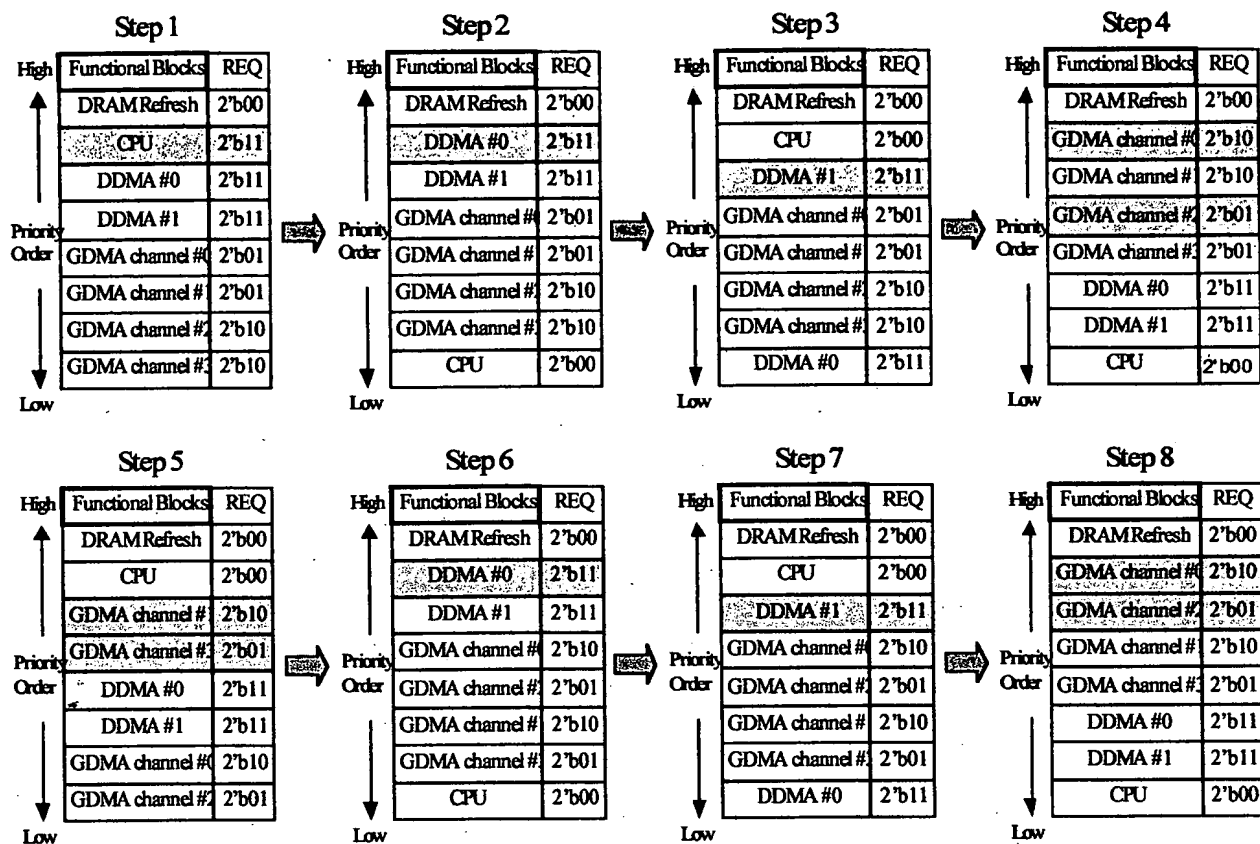 Step 1
High
Functional Blocks REQ
DRAM Refresh 2'b00
CPU 2'b11
DDMA #0 2'b11
DDMA #1 2'b11
Priority Order
GDMA channel #0 2'b01
GDMA channel #1 2'b01
GDMA channel #2 2'b10
GDMA channel #3 2'b10
Low
Step 2
High
Functional Blocks REQ
DRAM Refresh 2'b00
DDMA #0 2'b11
DDMA #1 2'b11
GDMA channel #0 2'b01
Priority Order
GDMA channel # 2'b01
GDMA channel # 2'b10
GDMA channel # 2'b10
CPU 2'b00
Low
Step 3
High
Functional Blocks REQ
DRAM Refresh 2'b00
CPU 2'b00
DDMA #1 2'b11
GDMA channel #0 2'b01
Priority Order
GDMA channel # 2'b01
GDMA channel # 2'b10
GDMA channel # 2'b10
DDMA #0 2'b11
Low
Step 4
High
Functional Blocks REQ
DRAM Refresh 2'b00
GDMA channel #0 2'b10
GDMA channel #1 2'b10
GDMA channel #2 2'b01
Priority Order
GDMA channel #3 2'b01
DDMA #0 2'b11
DDMA #1 2'b11
CPU 2'b00
Low
Step 5
High
Functional Blocks REQ
DRAM Refresh 2'b00
CPU 2'b00
GDMA channel # 2'b10
GDMA channel # 2'b01
Priority Order
DDMA #0 2'b11
DDMA #1 2'b11
GDMA channel #0 2'b10
GDMA channel #2 2'b01
Low
Step 6
High
Functional Blocks REQ
DRAM Refresh 2'b00
DDMA #0 2'b11
DDMA #1 2'b11
GDMA channel #0 2'b10
Priority Order
GDMA channel # 2'b01
GDMA channel # 2'b10
GDMA channel # 2'b01
CPU 2'b00
Low
Step 7
High
Functional Blocks REQ
DRAM Refresh 2'b00
CPU 2'b00
DDMA #1 2'b11
GDMA channel #0 2'b10
Priority Order
GDMA channel # 2'b01
GDMA channel # 2'b10
GDMA channel # 2'b01
DDMA #0 2'b11
Low
Step 8
High
Functional Blocks REQ
DRAM Refresh 2'b00
GDMA channel #0 2'b10
GDMA channel #2 2'b01
GDMA channel #1 2'b10
Priority Order
GDMA channel #3 2'b01
DDMA #0 2'b11
DDMA #1 2'b11
CPU 2'b00
Low